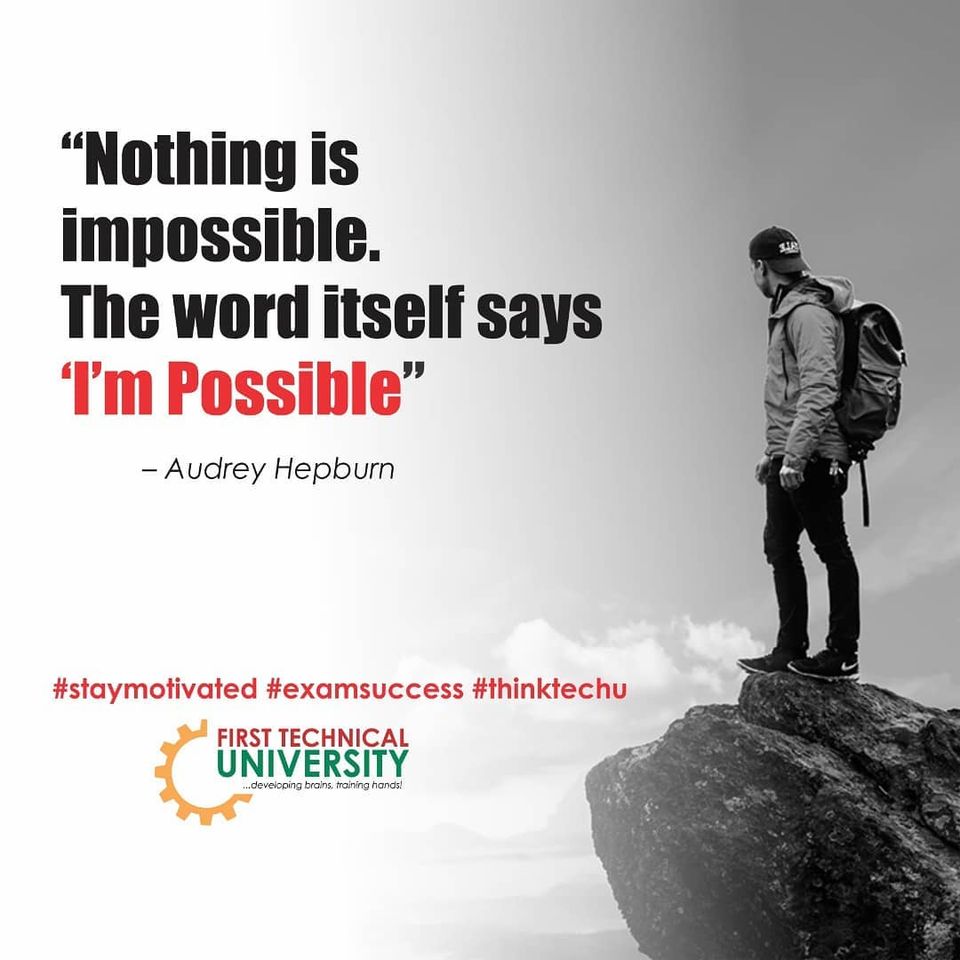 “Nothing is
impossible.
The word itself says
‘I’m Possible”
– Audrey Hepburn
#staymotivated #examsuccess #thinktechu
FIRST TECHNICAL
UNIVERSITY
...developing brains, training hands!